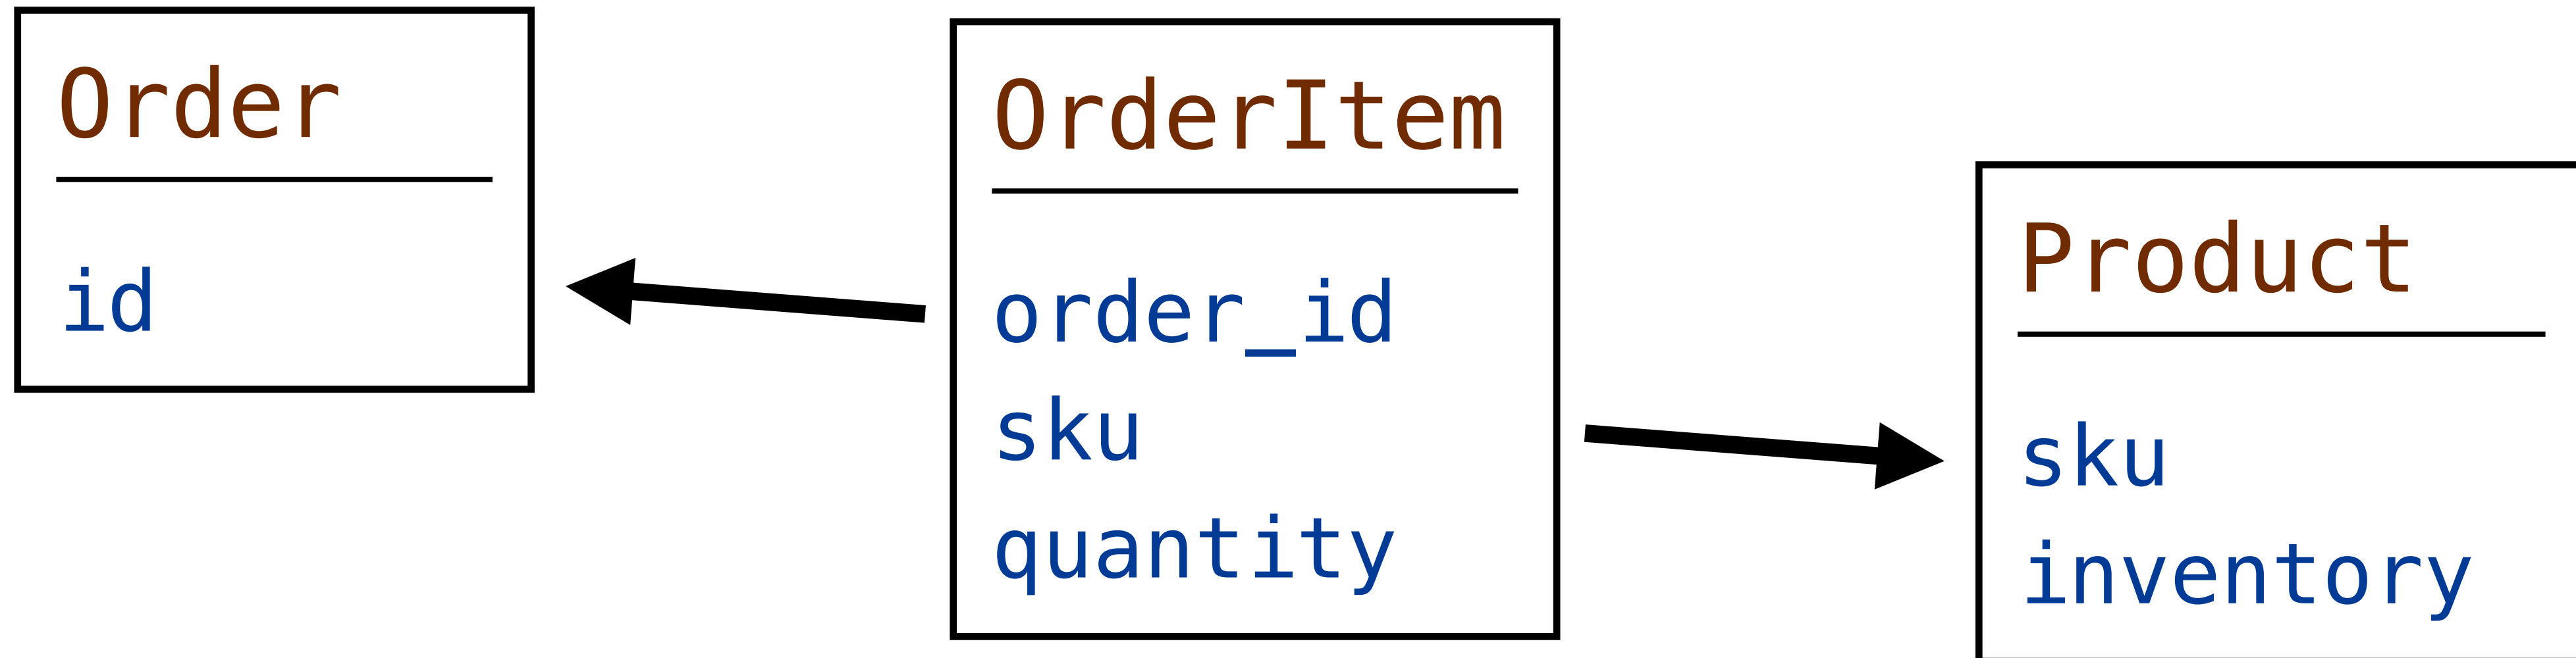 Order
id
OrderItem
order_id
sku
quantity
Product
sku
inventory